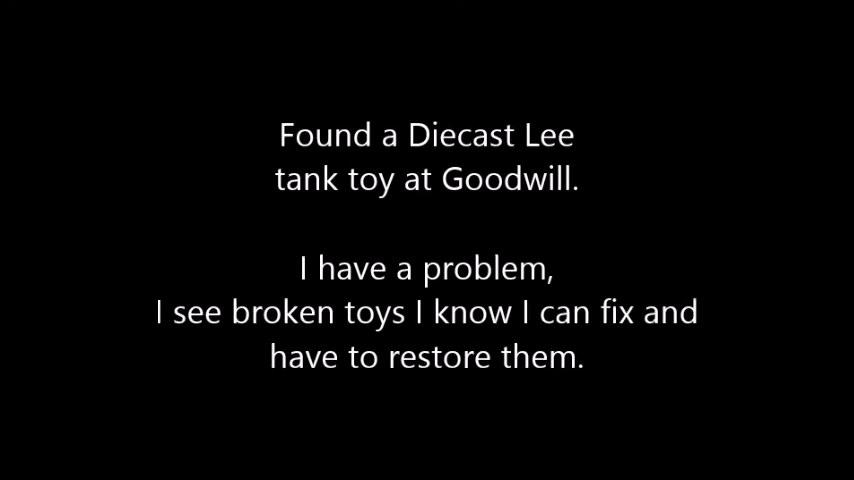 Found a Diecast Lee
tank toy at Goodwill.
I have a problem,
I see broken toys I know I can fix and
have to restore them.